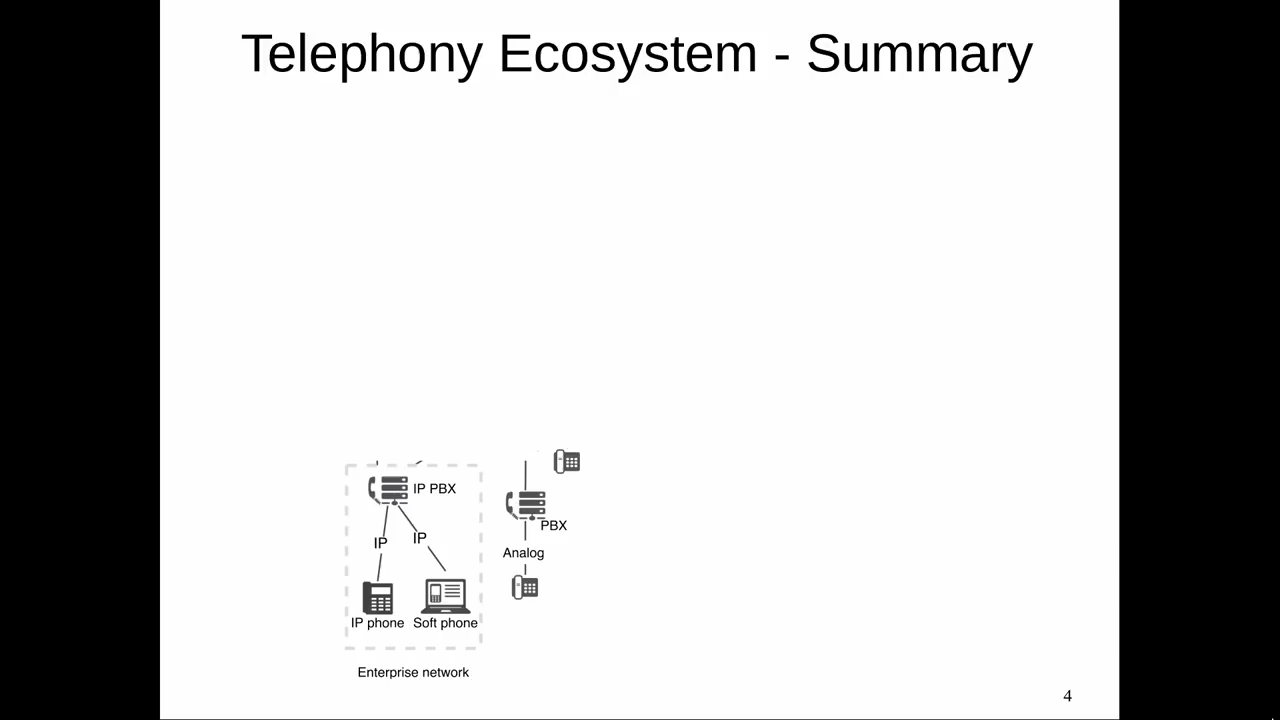 Telephony Ecosystem - Summary
IP PBX
PBX
IP
IP
Analog
IP phone
Soft phone
Enterprise network
4